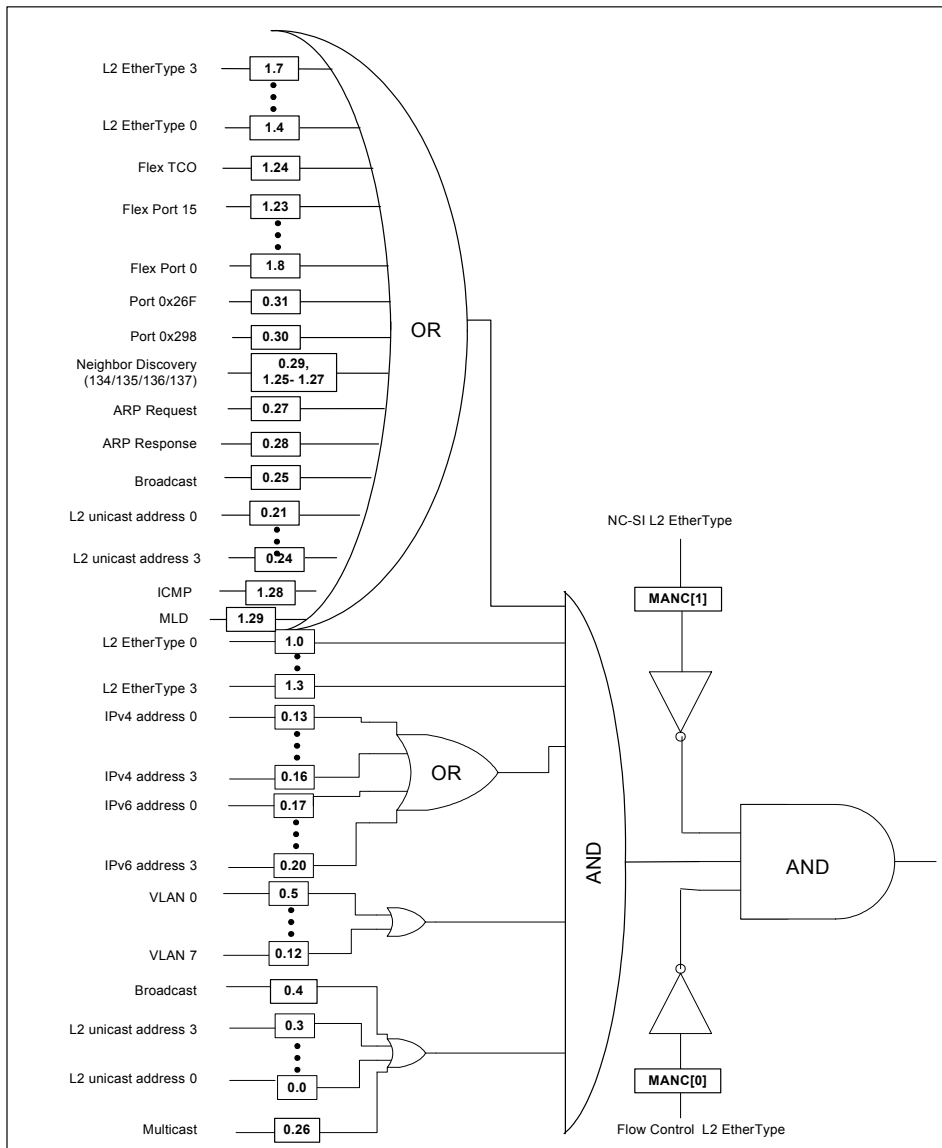 L2 EtherType 3
1.7
L2 EtherType 0
1.4
Flex TCO
1.24
Flex Port 15
1.23
Flex Port 0
1.8
Port 0x26F
0.31
Port 0x298
0.30
Neighbor Discovery
(134/135/136/137)
0.29,
1.25- 1.27
ARP Request
0.27
ARP Response
0.28
Broadcast
0.25
L2 unicast address 0
0.21
L2 unicast address 3
0.24
ICMP
1.28
MLD
1.29
OR
L2 EtherType 0
1.0
L2 EtherType 3
1.3
IPv4 address 0
0.13
IPv4 address 3
0.16
IPv6 address 0
0.17
IPv6 address 3
0.20
OR
VLAN 0
0.5
VLAN 7
0.12
Broadcast
0.4
L2 unicast address 3
0.3
L2 unicast address 0
0.0
Multicast
0.26
AND
NC-SI L2 EtherType
MANC[1]
AND
MANC[0]
Flow Control L2 EtherType